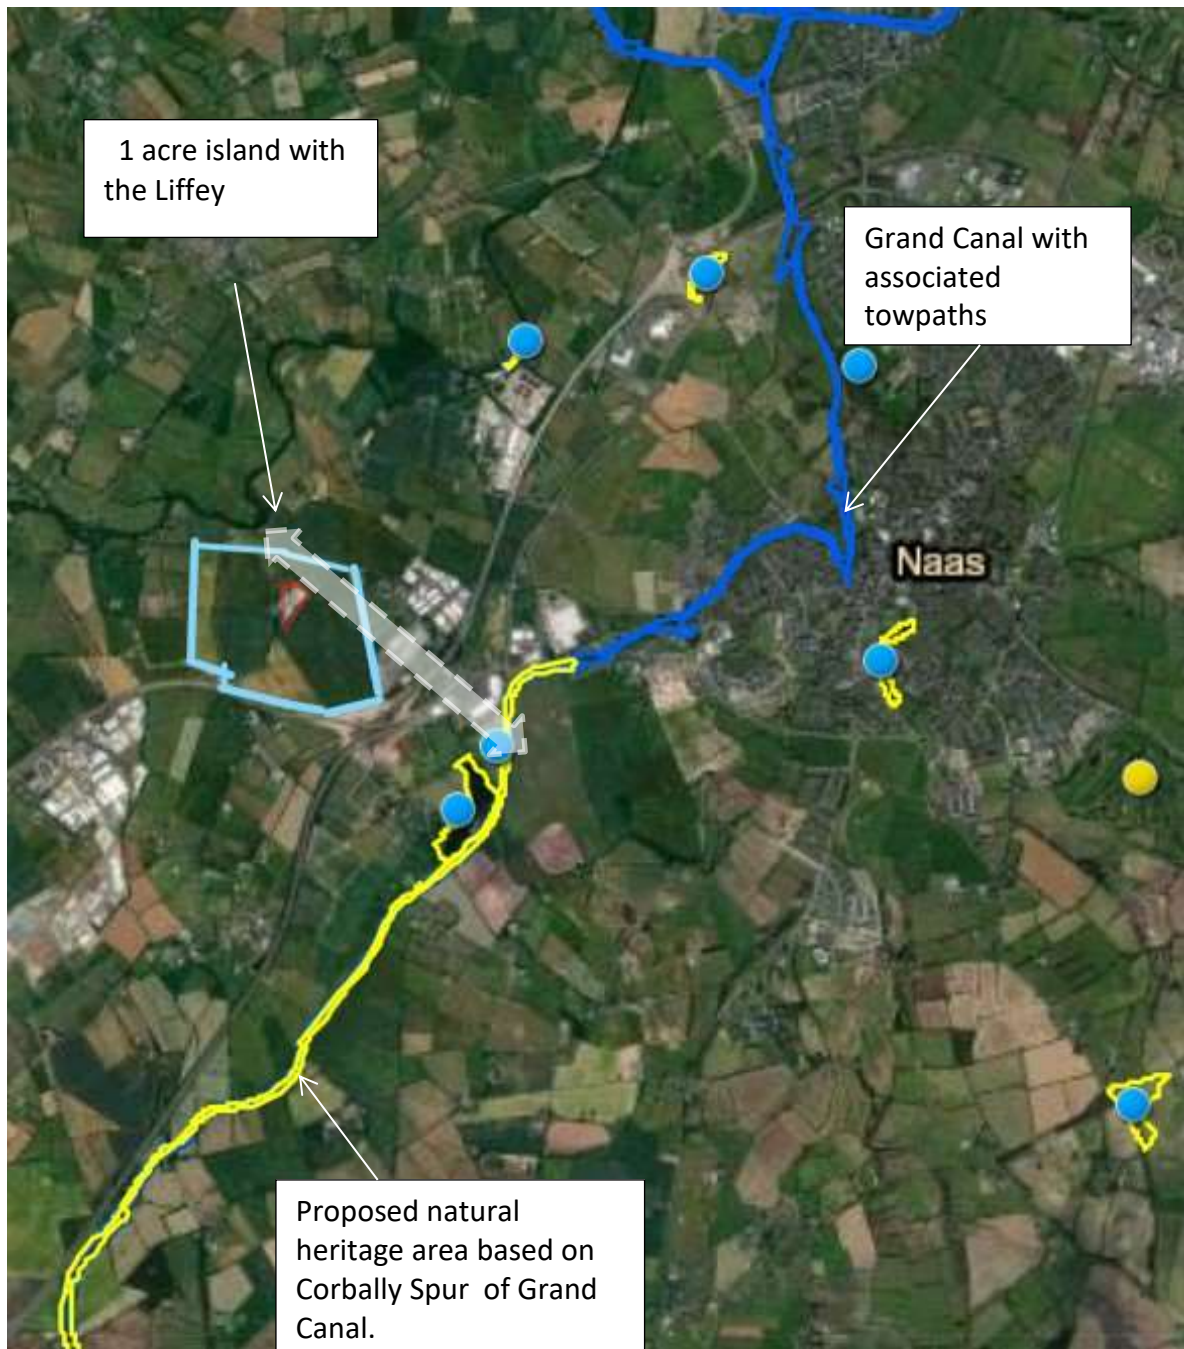 1 acre island with
the Liffey
Grand Canal with
associated
towpaths
Naas
Proposed natural
heritage area based on
Corbally Spur of Grand
Canal.